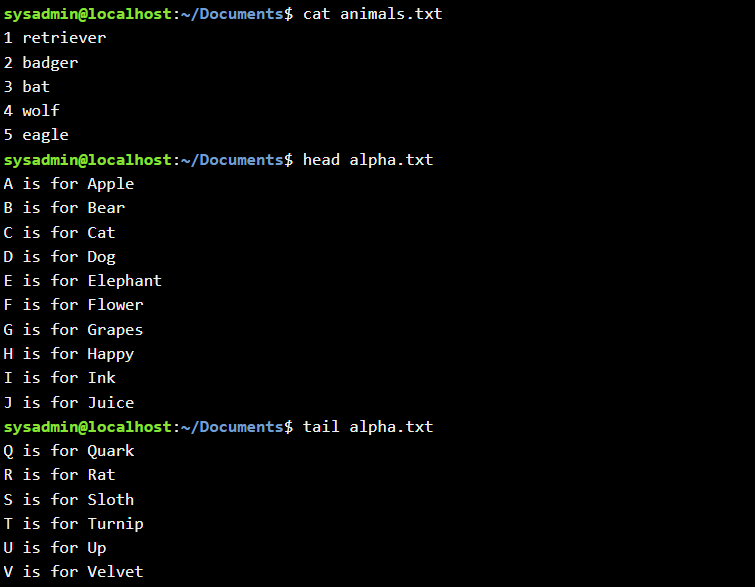 sysadmin@localhost:~/Documents$ cat animals.txt
1 retriever
2 badger
3 bat
4 wolf
5 eagle
sysadmin@localhost:~/Documents$ head alpha.txt
A is for Apple
B is for Bear
C is for Cat
D is for Dog
E is for Elephant
F is for Flower
G is for Grapes
H is for Happy
I is for Ink
J is for Juice
sysadmin@localhost:~/Documents$ tail alpha.txt
Q is for Quark
R is for Rat
S is for Sloth
T is for Turnip
U is for Up
V is for Velvet